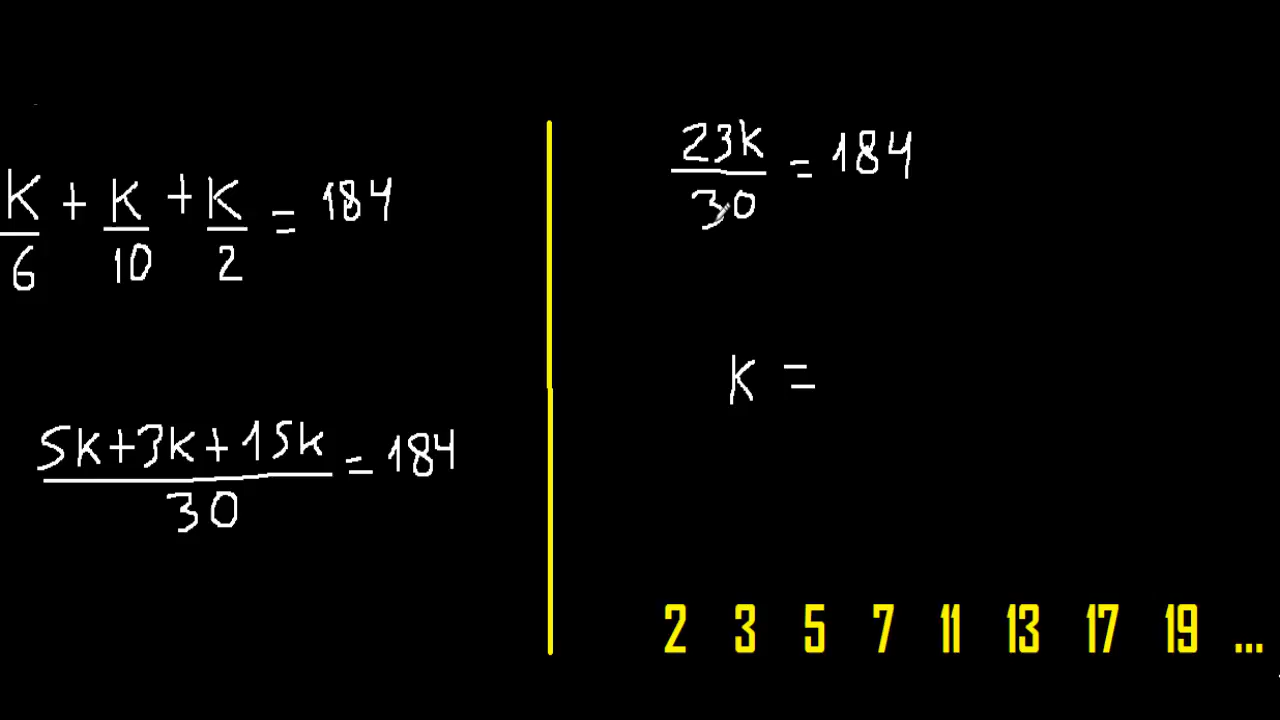 K/6 + K/10 + K/2 = 184
5K+3K+15K/30 = 184
23K/30 = 184
K =
2 3 5 7 11 13 17 19 ...